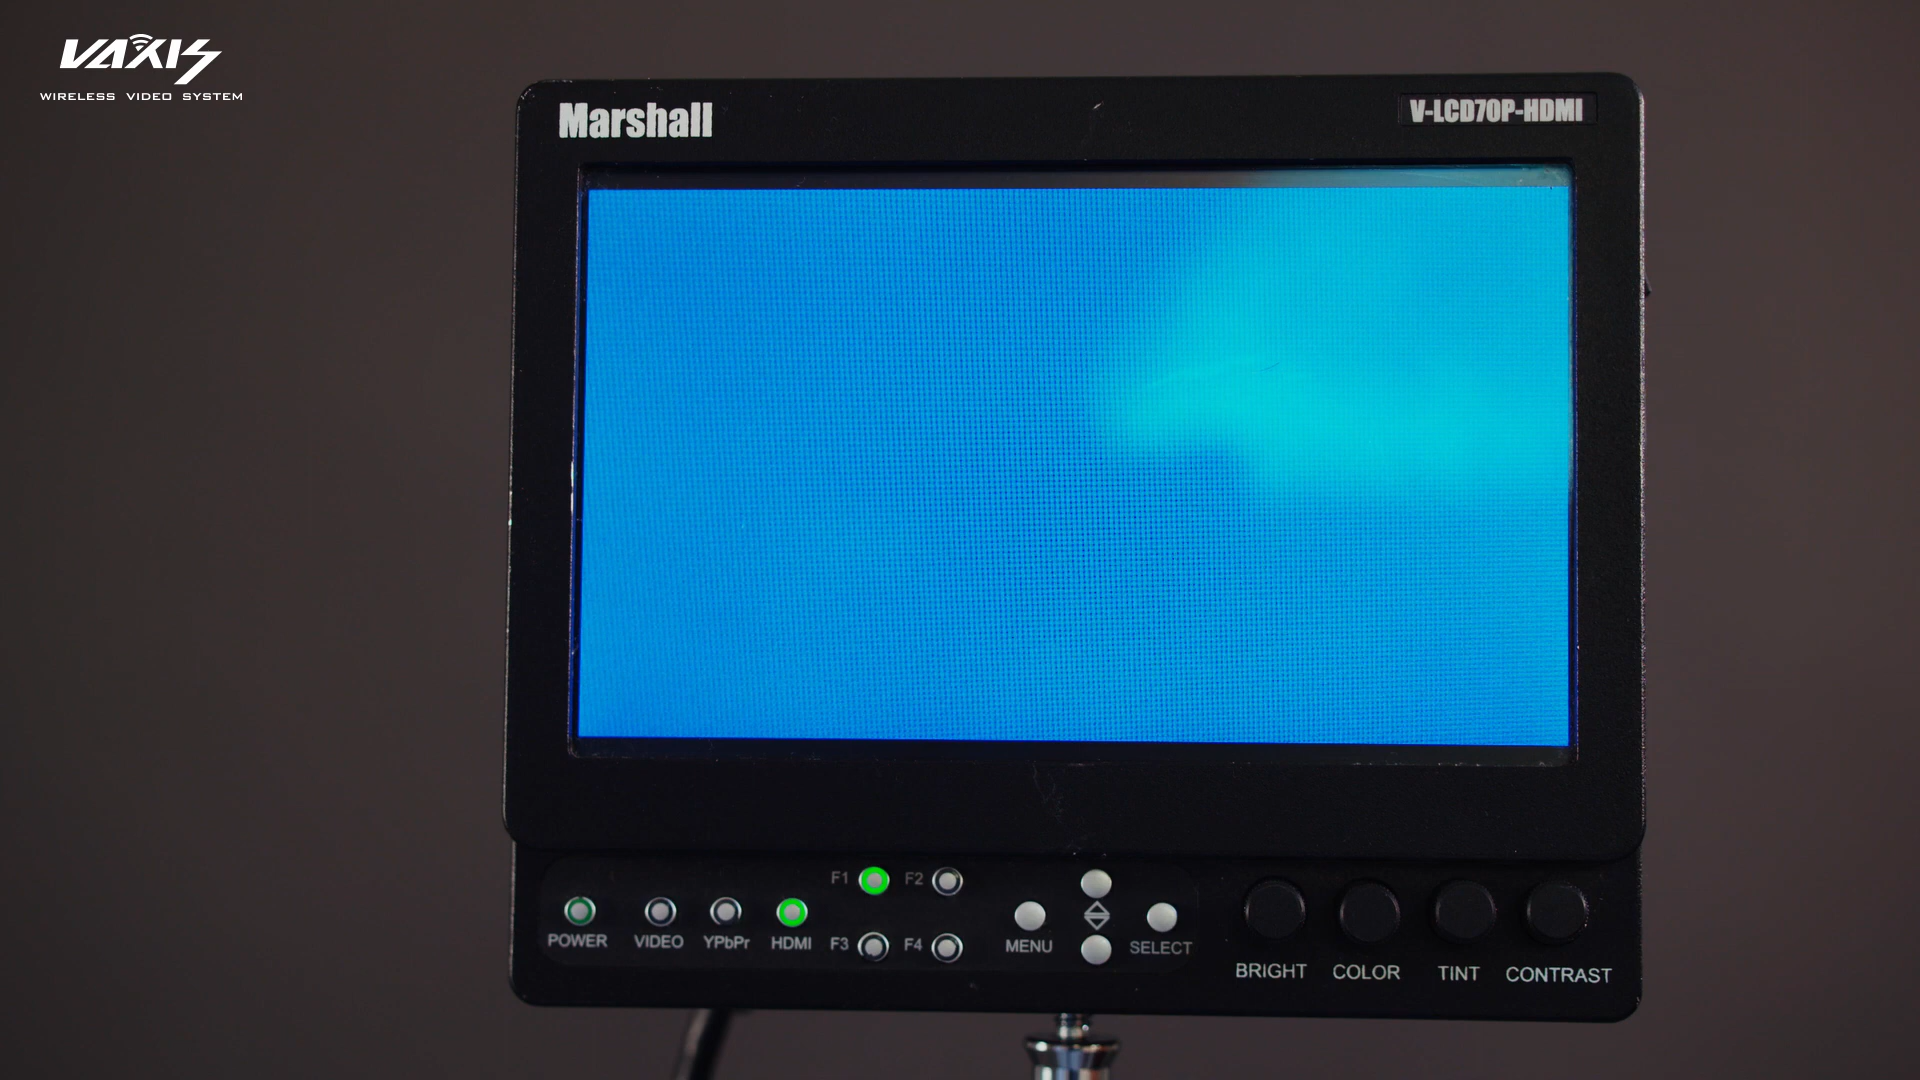 VAXIS
WIRELESS VIDEO SYSTEM
Marshall
V-LCD70P-HDMI
F1 F2
POWER VIDEO YPbPr HDMI F3 F4 MENU SELECT
BRIGHT COLOR TINT CONTRAST